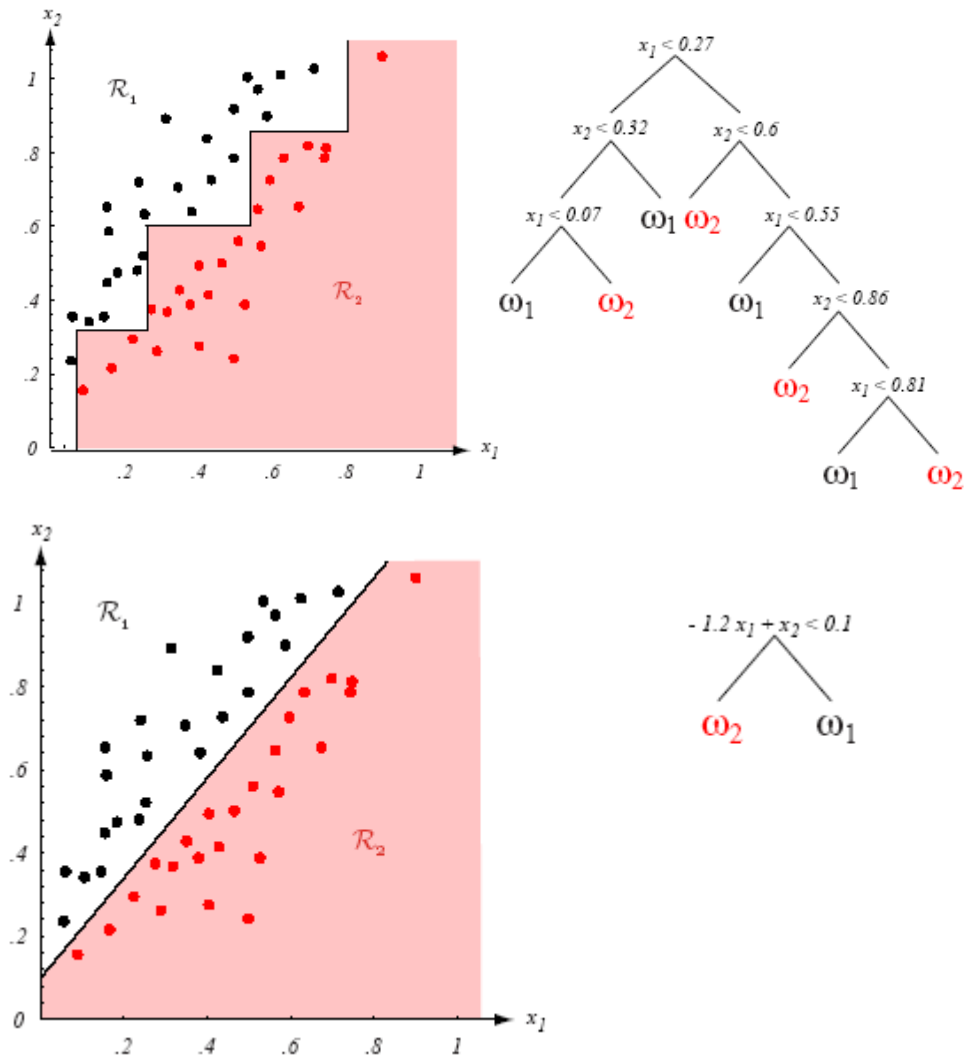 x2
1
.8
.6
.4
.2
0
R1
R2
.2 .4 .6 .8 1
x1
x1 < 0.27
x2 < 0.32 x2 < 0.6
x1 < 0.07 ω1 ω2 x1 < 0.55
ω1 ω2 ω1 x2 < 0.86
ω2 x1 < 0.81
ω1 ω2
x2
1
.8
.6
.4
.2
0
R1
R2
.2 .4 .6 .8 1
x1
- 1.2 x1 + x2 < 0.1
ω2 ω1